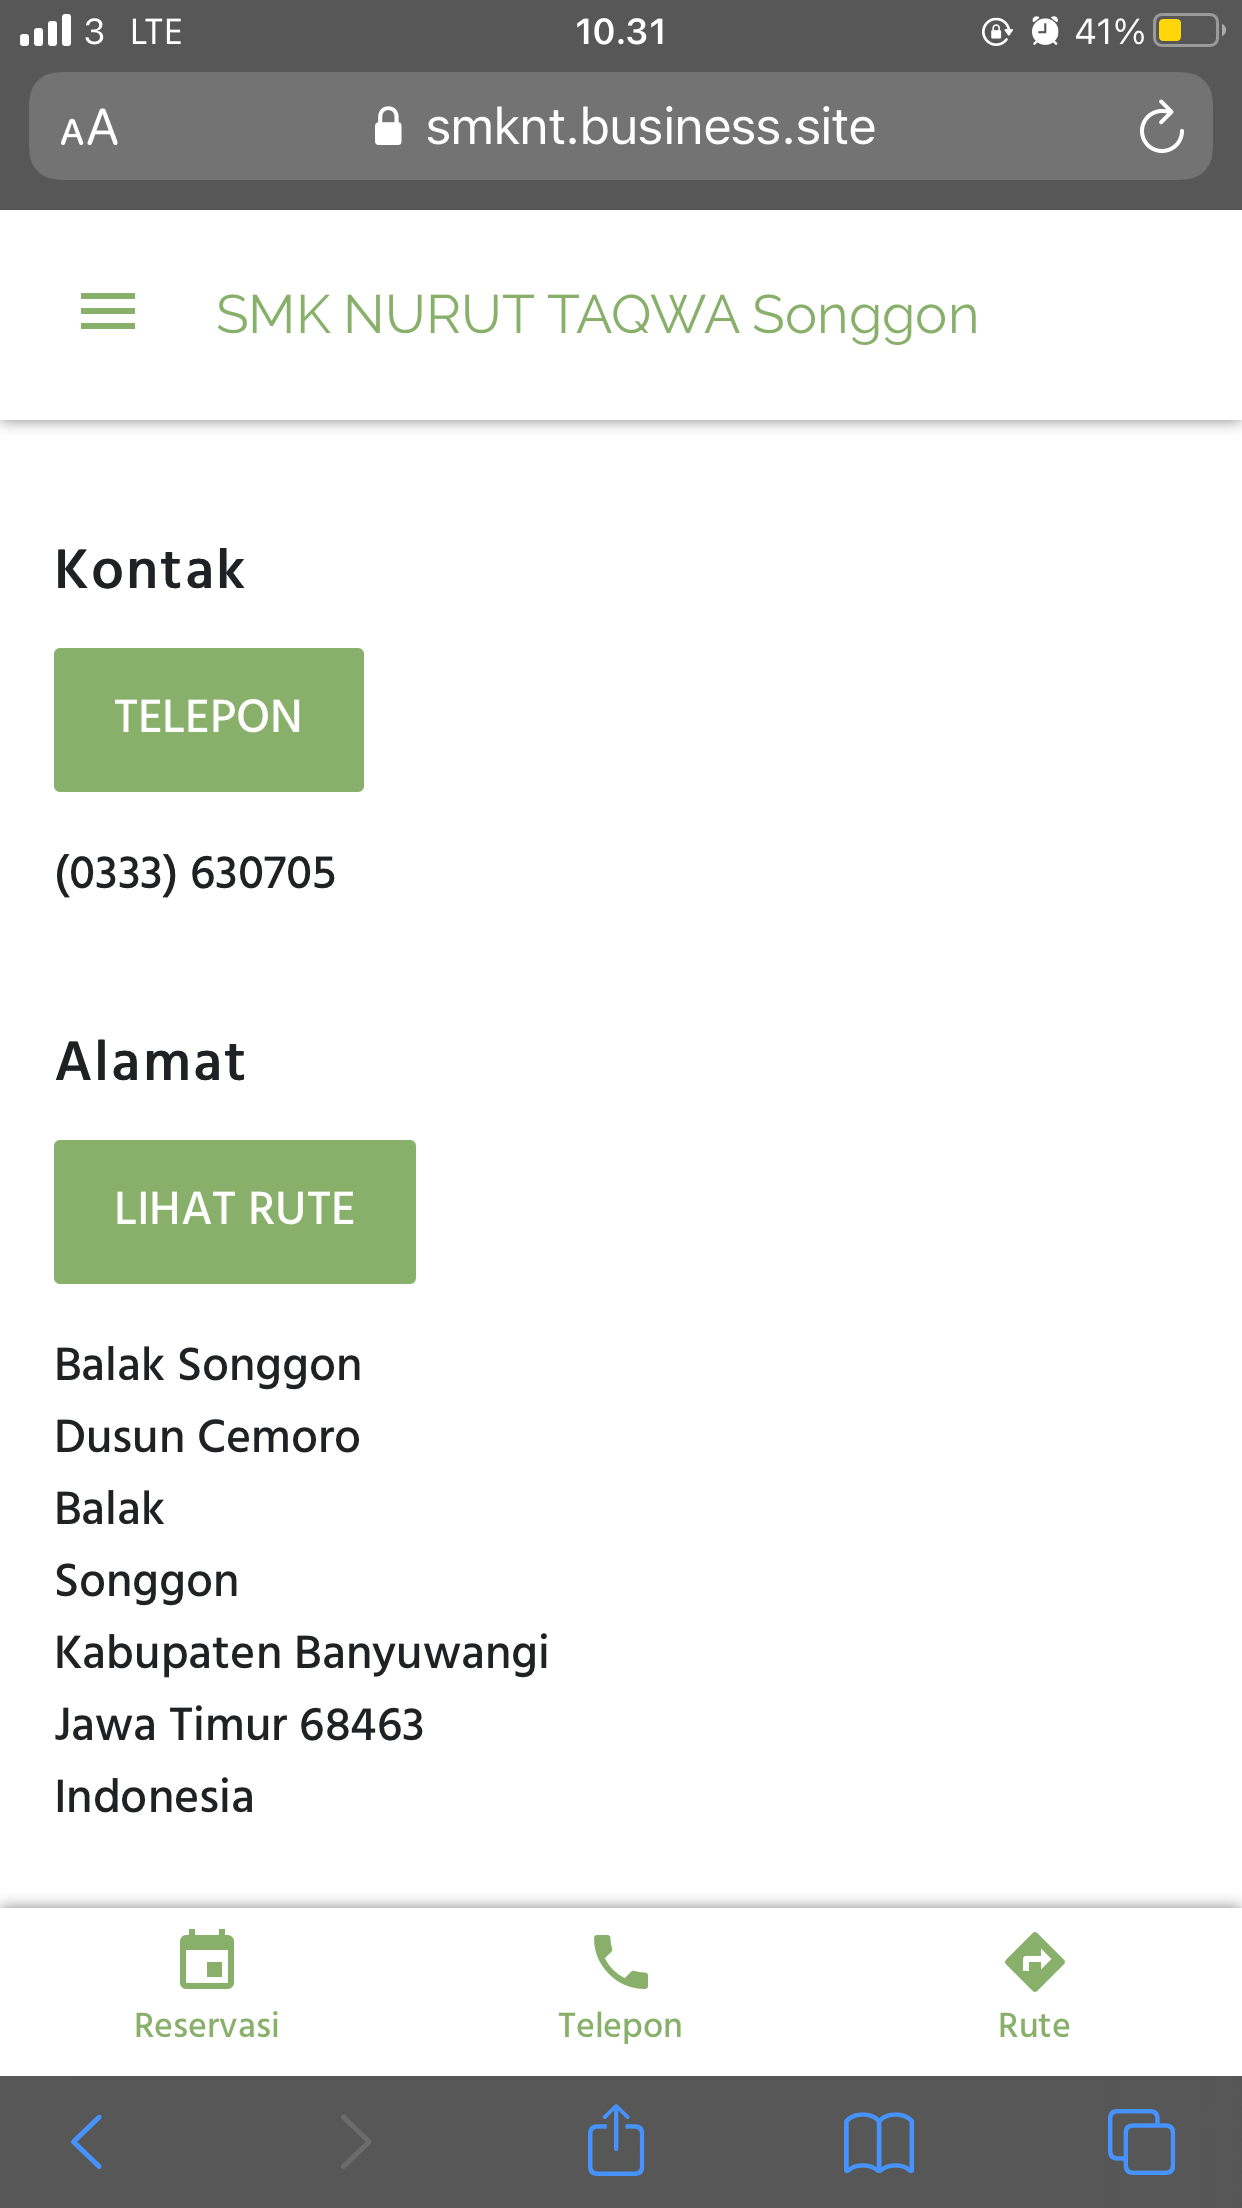 3 LTE 10.31 41%
AA smknt.business.site
SMK NURUT TAQWA Songgon
Kontak
TELEPON
(0333) 630705
Alamat
LIHAT RUTE
Balak Songgon
Dusun Cemoro
Balak
Songgon
Kabupaten Banyuwangi
Jawa Timur 68463
Indonesia
Reservasi Telepon Rute